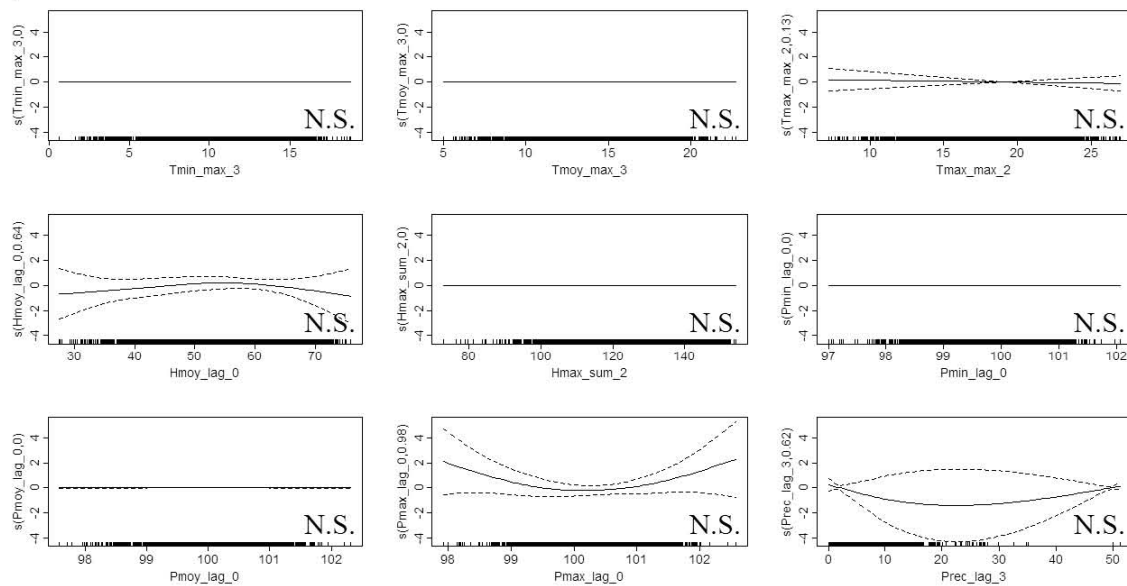 s(Tmin_max_3,0)
4
2
0
-2
-4
N.S.
0 5 10 15
Tmin_max_3
s(Tmoy_max_3,0)
4
2
0
-2
-4
N.S.
5 10 15 20
Tmoy_max_3
s(Tmax_max_2,0.13)
4
2
0
-2
-4
N.S.
10 15 20 25
Tmax_max_2
s(Hmoy_lag_0,0.64)
4
2
0
-2
-4
N.S.
30 40 50 60 70
Hmoy_lag_0
s(Hmax_sum_2,0)
4
2
0
-2
-4
N.S.
80 100 120 140
Hmax_sum_2
s(Pmin_lag_0,0)
4
2
0
-2
-4
N.S.
97 98 99 100 101 102
Pmin_lag_0
s(Pmoy_lag_0,0)
4
2
0
-2
-4
N.S.
98 99 100 101 102
Pmoy_lag_0
s(Pmax_lag_0,0.98)
4
2
0
-2
-4
N.S.
98 99 100 101 102
Pmax_lag_0
s(Prec_lag_3,0.62)
4
2
0
-2
-4
N.S.
0 10 20 30 40 50
Prec_lag_3